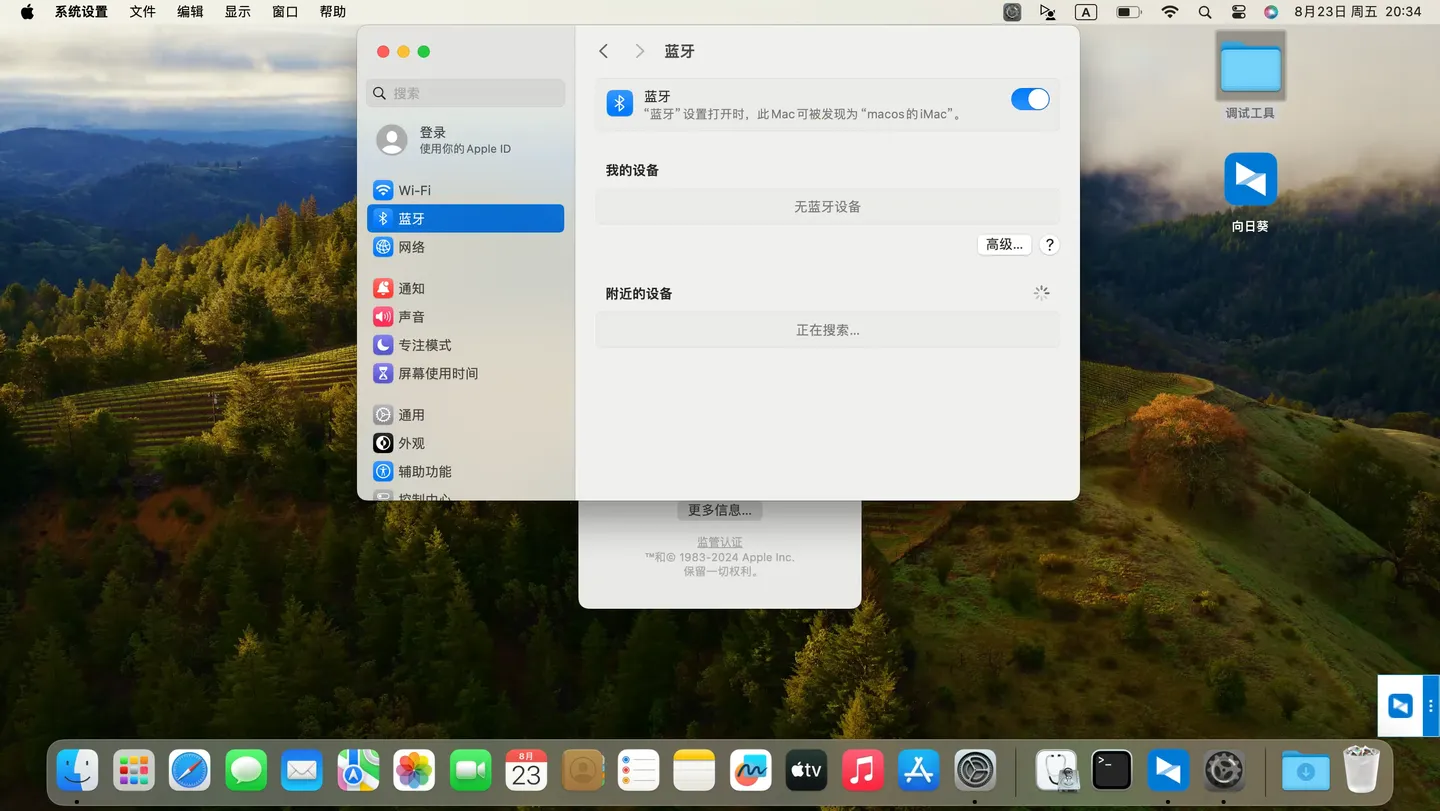 系统设置 文件 编辑 显示 窗口 帮助
A
8月23日 周五 20:34
蓝牙
搜索
登录
使用你的 Apple ID
Wi-Fi
蓝牙
网络
通知
声音
专注模式
屏幕使用时间
通用
外观
辅助功能
控制中心
蓝牙
“蓝牙”设置打开时，此 Mac 可被发现为“macos的iMac”。
我的设备
无蓝牙设备
高级...
?
附近的设备
正在搜索...
更多信息...
监管认证
™和© 1983-2024 Apple Inc.
保留一切权利。
调试工具
向日葵
8月
23
tv
>_